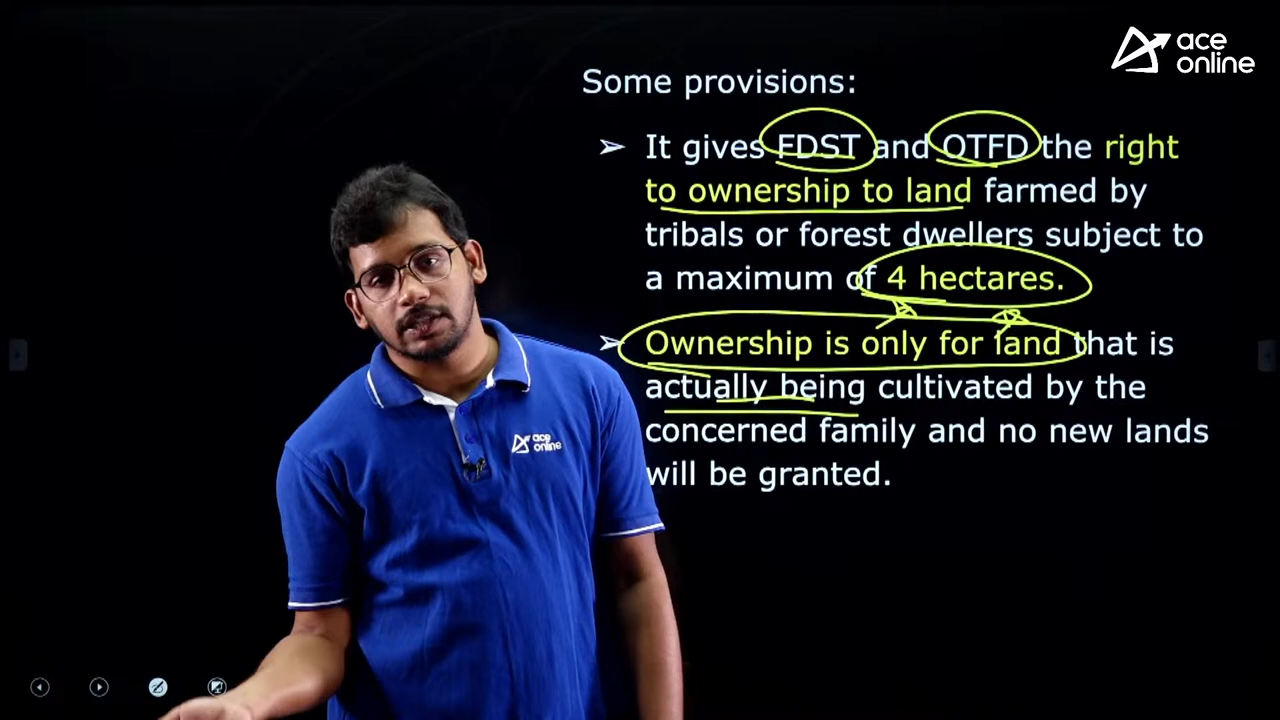 ace
online
Some provisions:
➢ It gives FDST and OTFD the right
to ownership to land farmed by
tribals or forest dwellers subject to
a maximum of 4 hectares.
➢ Ownership is only for land that is
actually being cultivated by the
concerned family and no new lands
will be granted.
ace
online